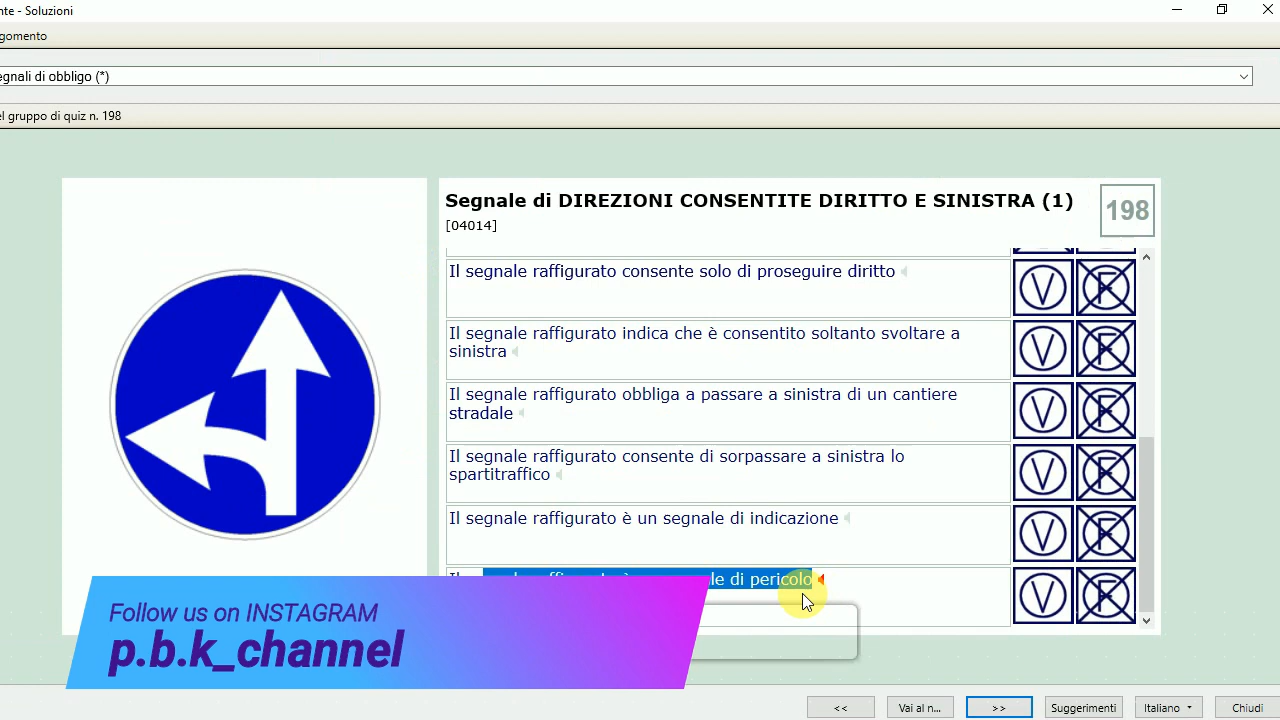 nte - Soluzioni
gomento
egnali di obbligo (*)
el gruppo di quiz n. 198
Segnale di DIREZIONI CONSENTITE DIRITTO E SINISTRA (1)
198
[04014]
Il segnale raffigurato consente solo di proseguire diritto
V F
Il segnale raffigurato indica che è consentito soltanto svoltare a
sinistra
V F
Il segnale raffigurato obbliga a passare a sinistra di un cantiere
stradale
V F
Il segnale raffigurato consente di sorpassare a sinistra lo
spartitraffico
V F
Il segnale raffigurato è un segnale di indicazione
V F
le di pericolo
V F
Follow us on INSTAGRAM
p.b.k_channel
<< Vai al n... >> Suggerimenti Italiano Chiudi